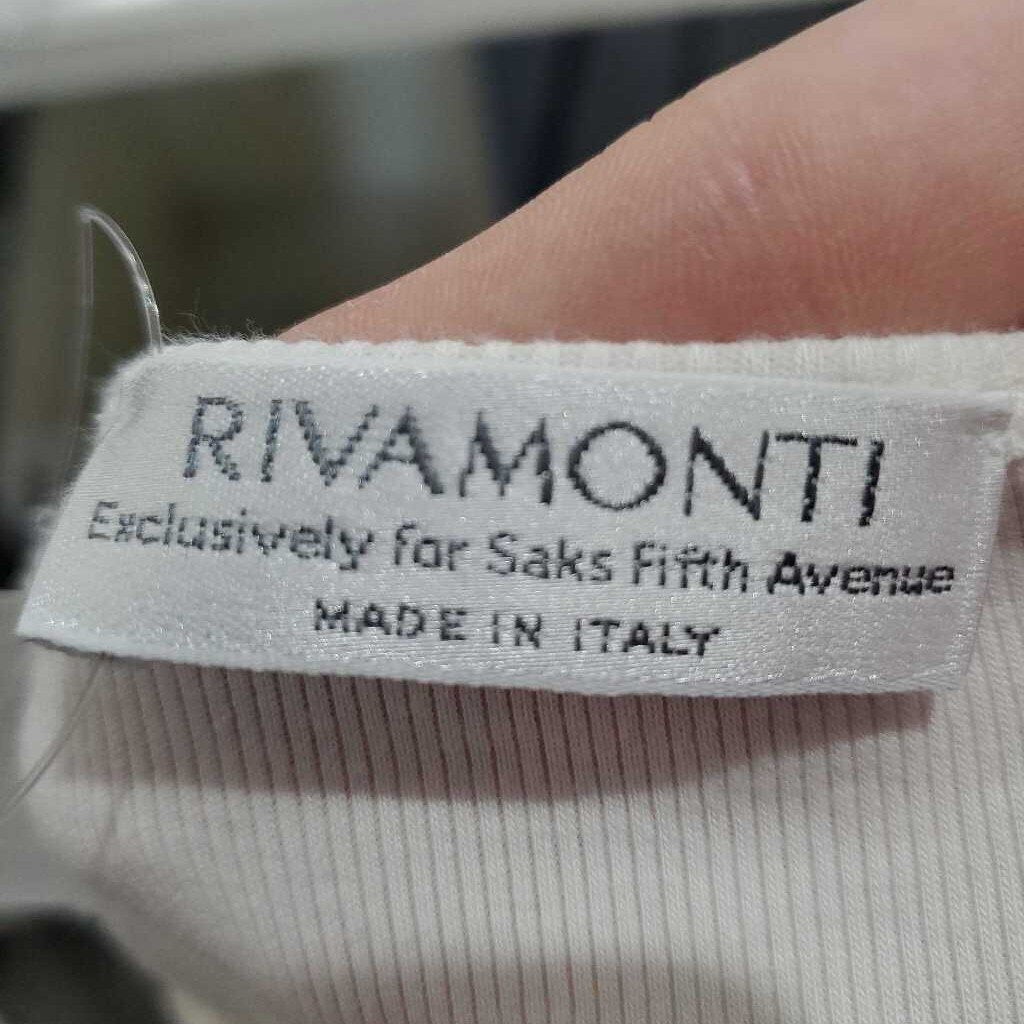 RIVAMONTI
Exclusively for Saks Fifth Avenue
MADE IN ITALY